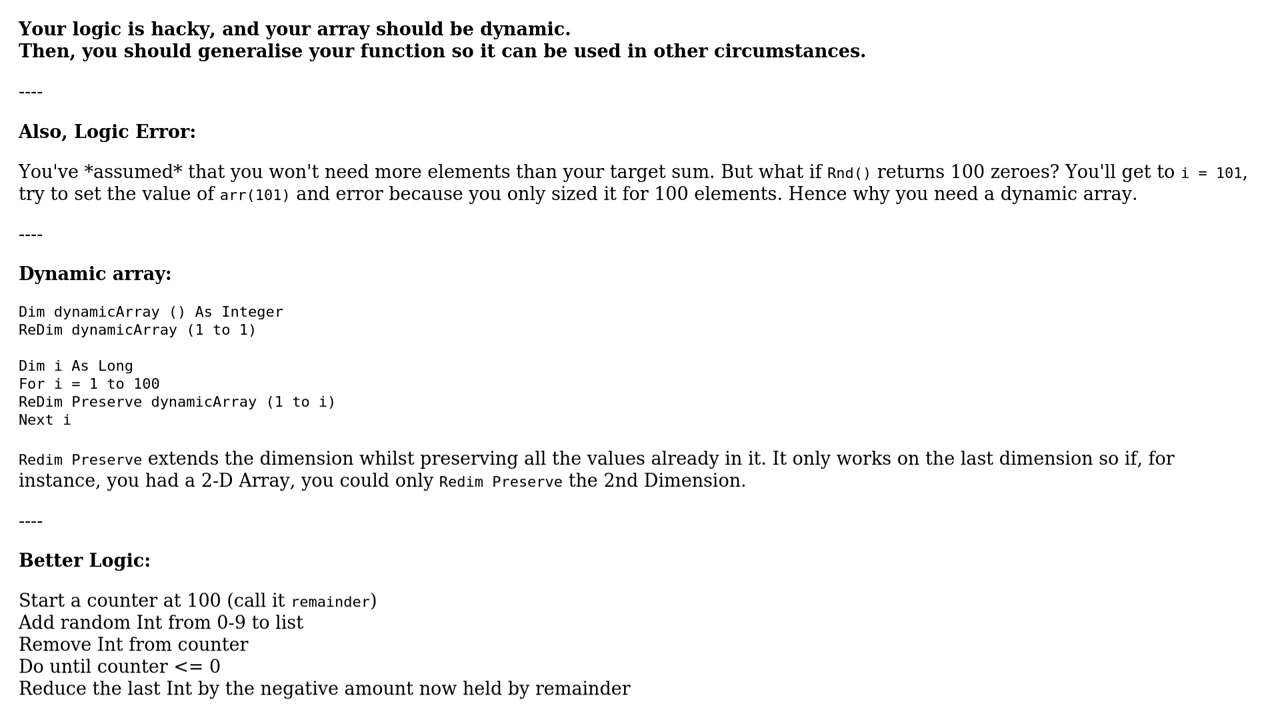 Your logic is hacky, and your array should be dynamic.
Then, you should generalise your function so it can be used in other circumstances.
----
Also, Logic Error:
You've *assumed* that you won't need more elements than your target sum. But what if Rnd() returns 100 zeroes? You'll get to i = 101,
try to set the value of arr(101) and error because you only sized it for 100 elements. Hence why you need a dynamic array.
----
Dynamic array:
Dim dynamicArray () As Integer
ReDim dynamicArray (1 to 1)
Dim i As Long
For i = 1 to 100
ReDim Preserve dynamicArray (1 to i)
Next i
Redim Preserve extends the dimension whilst preserving all the values already in it. It only works on the last dimension so if, for
instance, you had a 2-D Array, you could only Redim Preserve the 2nd Dimension.
----
Better Logic:
Start a counter at 100 (call it remainder)
Add random Int from 0-9 to list
Remove Int from counter
Do until counter <= 0
Reduce the last Int by the negative amount now held by remainder